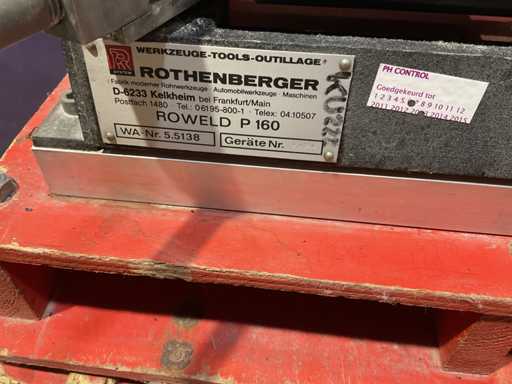 WERKZEUGE-TOOLS-OUTILLAGE
ROTHENBERGER
Fabrik moderner Rohrwerkzeuge · Automobilwerkzeuge · Maschinen
D-6233 Kelkheim bei Frankfurt/Main
Postfach 1480 Tel.: 06195-800-1 · Telex: 04:10507
ROWELD P 160
WA-Nr. 5.5138 Geräte Nr.
PH CONTROL
Goedgekeurd tot
1 2 3 4 5 7 8 9 10 11 12
2011 2012 2013 2014 2015